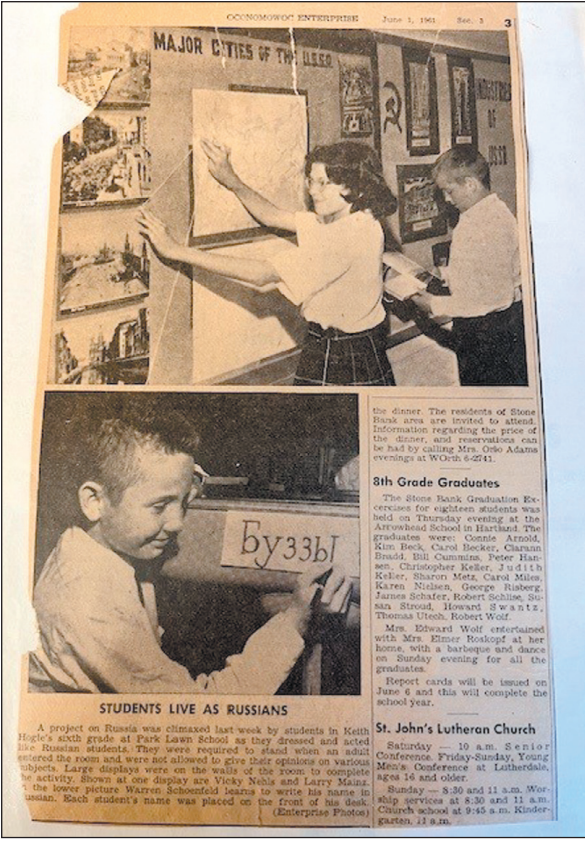 OCONOMOWOC ENTERPRISE June 1, 1961 Sec. 3 3
MAJOR CITIES OF THE U.S.S.R.
INDUSTRIES
OF
USSR
Буззы
STUDENTS LIVE AS RUSSIANS
A project on Russia was climaxed last week by students in Keith
Hogle's sixth grade at Park Lawn School as they dressed and acted
like Russian students. They were required to stand when an adult
entered the room and were not allowed to give their opinions on various
subjects. Large displays were on the walls of the room to complete
the activity. Shown at one display are Vicky Nehls and Larry Mains.
the lower picture Warren Schoenfeld learns to write his name in
ussian. Each student's name was placed on the front of his desk.
(Enterprise Photos)
the dinner. The residents of Stone
Bank area are invited to attend.
Information regarding the price of
the dinner, and reservations can
be had by calling Mrs. Orlo Adams
evenings at WOrth 6-2741.
8th Grade Graduates
The Stone Bank Graduation Ex-
cercises for eighteen students was
held on Thursday evening at the
Arrowhead School in Hartland. The
graduates were: Connie Arnold,
Kim Beck, Carol Becker, Clarann
Brudd, Bill Cummins, Peter Han-
sen, Christopher Keller, Judith
Keller, Sharon Metz, Carol Miles,
Karen Nielsen, George Risberg,
James Schafer, Robert Schlise, Su-
san Stroud, Howard Swantz,
Thomas Utech, Robert Wolf.
Mrs. Edward Wolf entertained
with Mrs. Elmer Roskopf at her
home, with a barbeque and dance
on Sunday evening for all the
graduates.
Report cards will be issued on
June 6 and this will complete the
school year.
St. John's Lutheran Church
Saturday — 10 a.m. Senior
Conference. Friday-Sunday, Young
Men's Conference at Lutherdale,
ages 16 and older.
Sunday — 8:30 and 11 a.m. Wor-
ship services at 8:30 and 11 a.m.
Church school at 9:45 a.m. Kinder-
garten, 11 a.m.